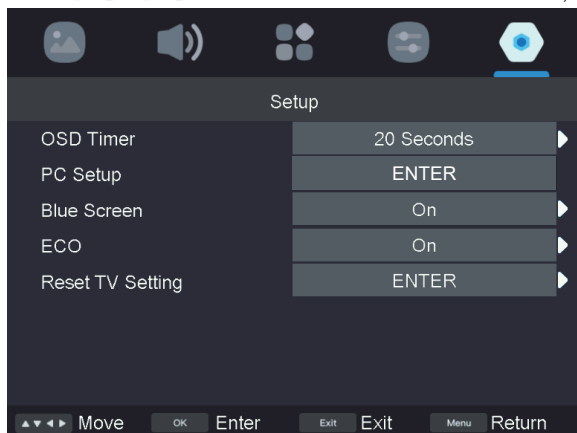 Setup
OSD Timer 20 Seconds
PC Setup ENTER
Blue Screen On
ECO On
Reset TV Setting ENTER
Move OK Enter Exit Exit Menu Return